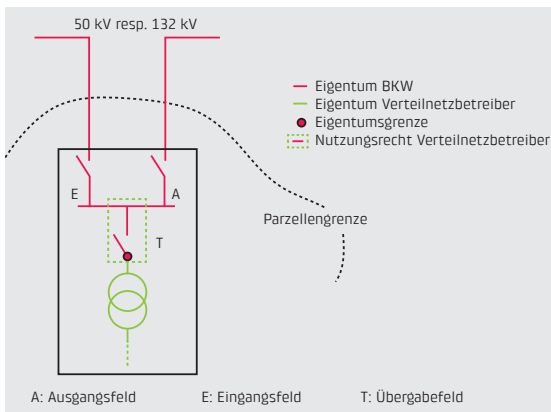 50 kV resp. 132 kV
Eigentum BKW
Eigentum Verteilnetzbetreiber
Eigentumsgrenze
Nutzungsrecht Verteilnetzbetreiber
E
A
Parzellengrenze
T
A: Ausgangsfeld E: Eingangsfeld T: Übergabefeld